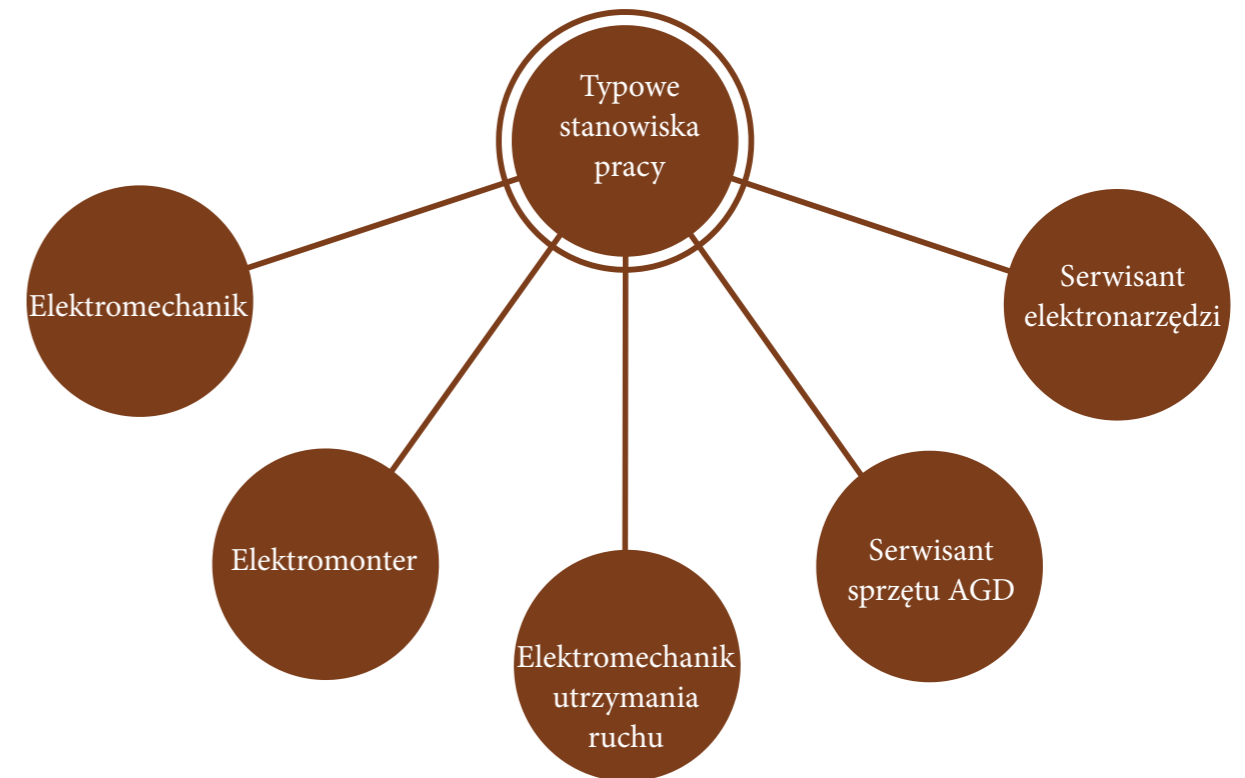 Typowe
stanowiska
pracy
Elektromechanik
Elektromonter
Elektromechanik
utrzymania
ruchu
Serwisant
sprzętu AGD
Serwisant
elektronarzędzi